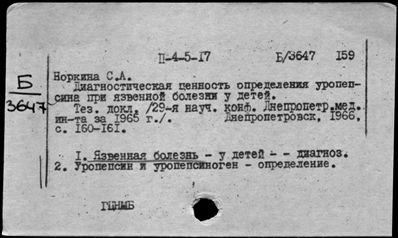 П-4-5-17 Б/3647 159
Б
3647
Норкина С.А.
Диагностическая ценность определения уропеп-
сина при язвенной болезни у детей.
Тез. докл. /29-я науч. конф. Днепропетр.мед.
ин-та за 1965 г./. Днепропетровск, 1966,
с. 160-161.
1. Язвенная болезнь - у детей - - диагноз.
2. Уропепсин и уропепсиноген - определение.
ГЦНМБ